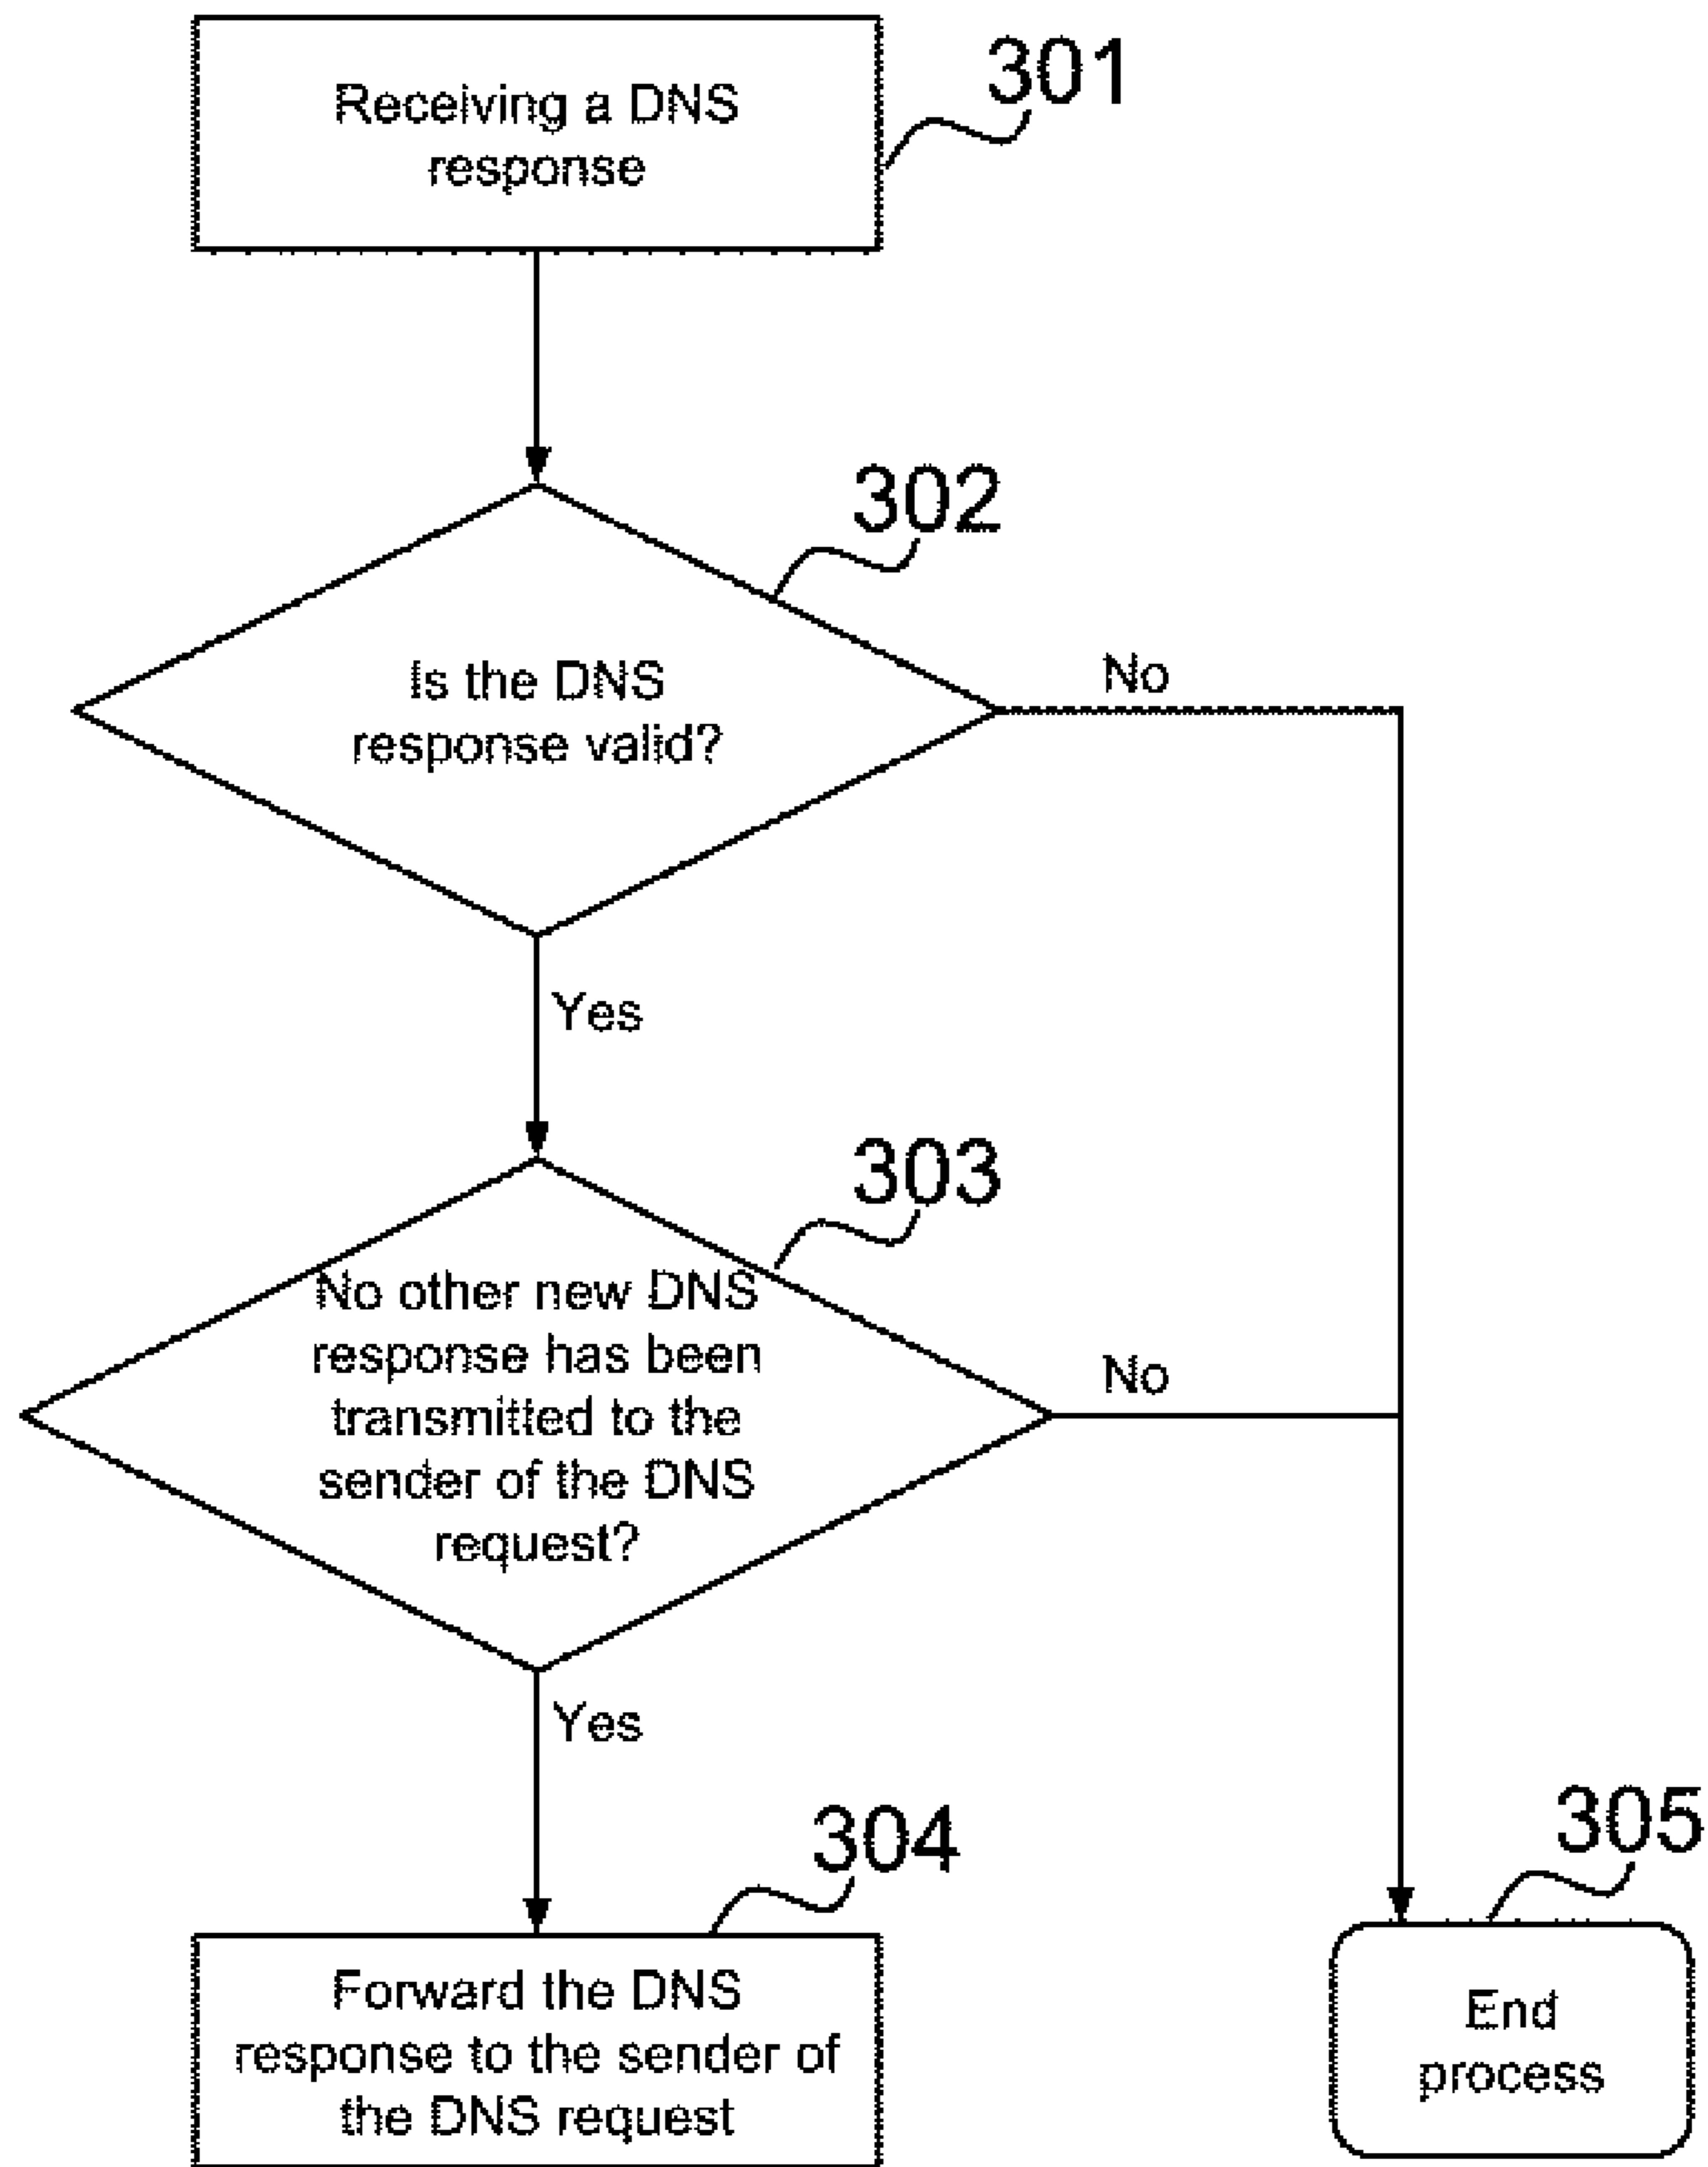 Receiving a DNS
response
301
302
Is the DNS
response valid?
No
Yes
303
No other new DNS
response has been
transmitted to the
sender of the DNS
request?
No
Yes
304
305
Forward the DNS
response to the sender of
the DNS request
End
process